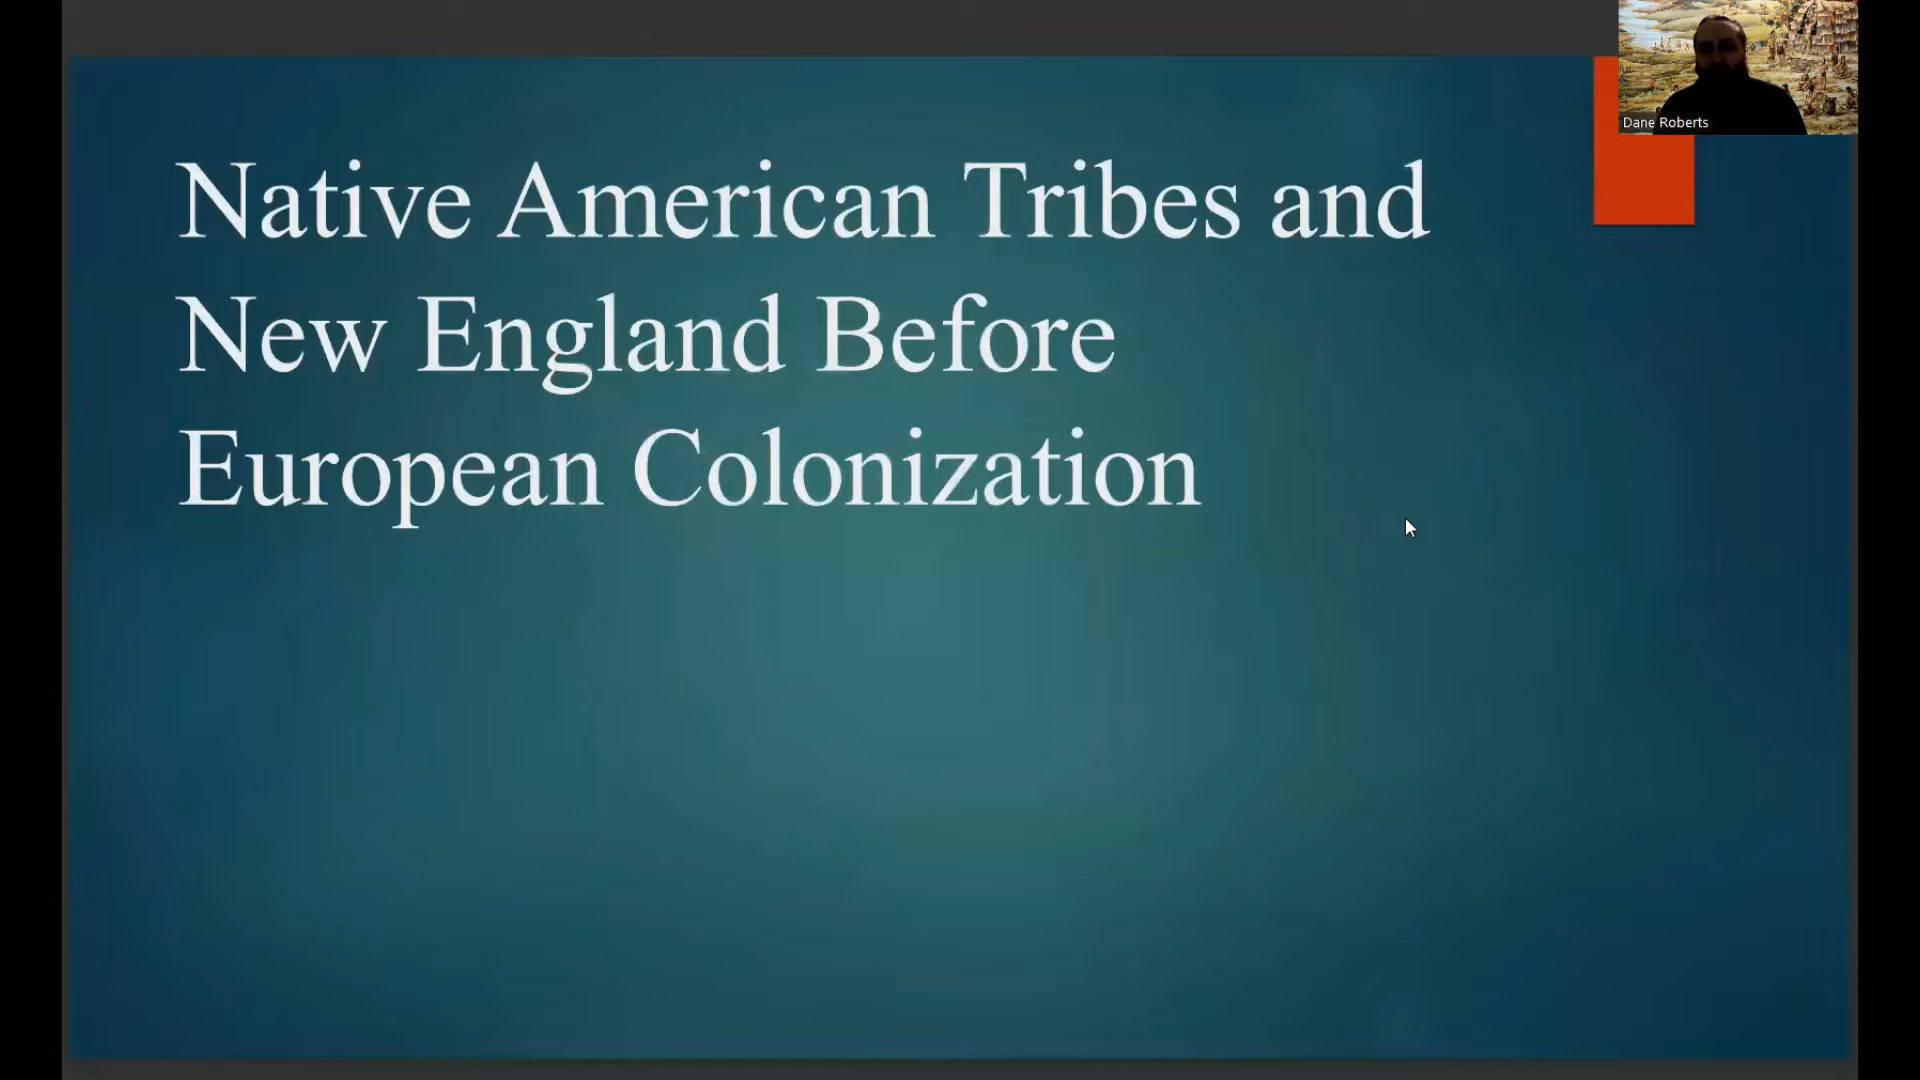 Native American Tribes and
New England Before
European Colonization
Dane Roberts